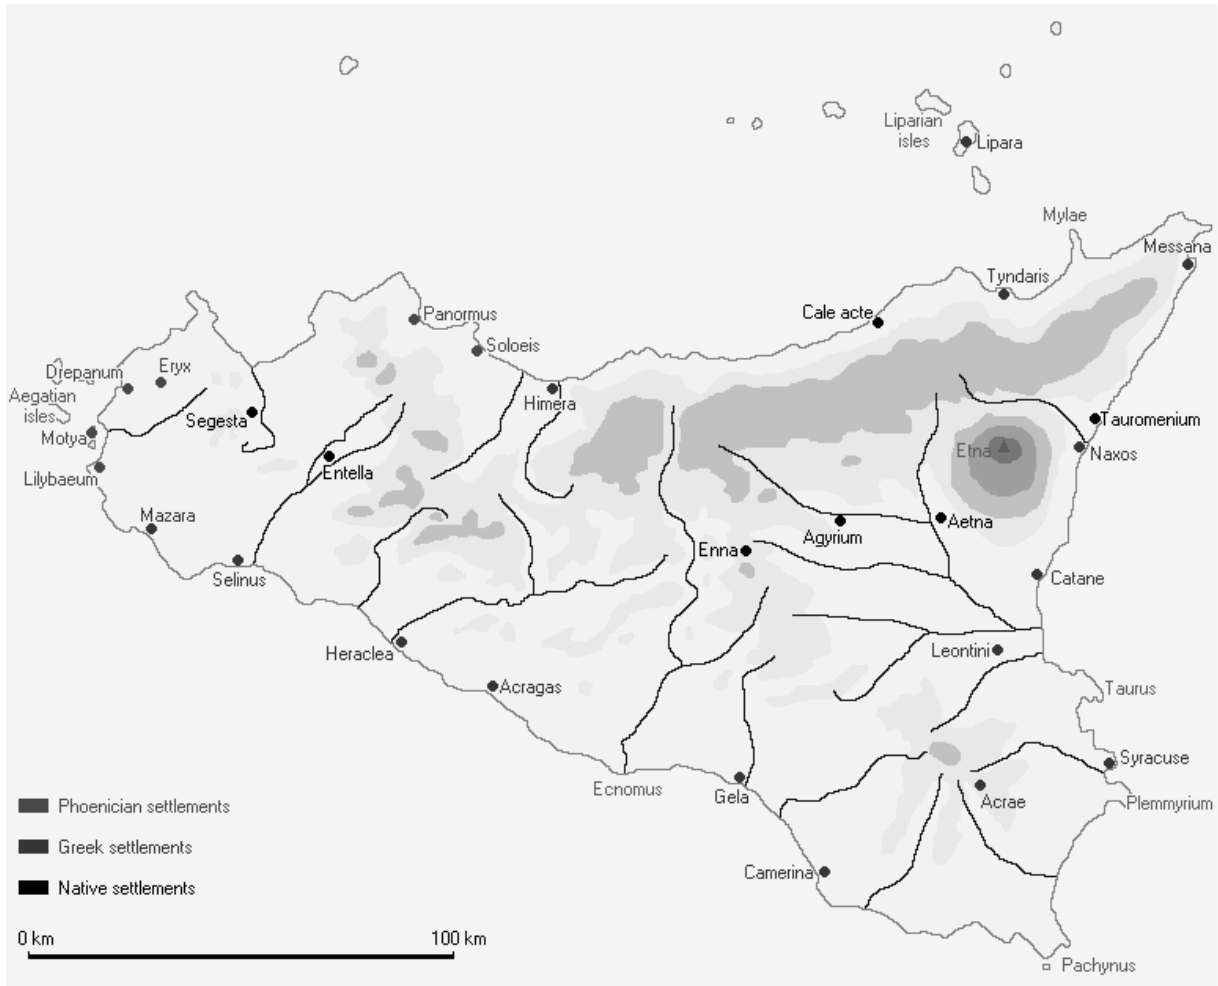 Liparian
isles
Lipara
Mylae
Messana
Tyndaris
Cale acte
Panormus
Soloeis
Eryx
Drepanum
Aegatian
isles
Himera
Segesta
Tauromenium
Motya
Etna
Naxos
Lilybaeum
Entella
Mazara
Aetna
Agyrium
Enna
Selinus
Catane
Heraclea
Leontini
Acragas
Taurus
Syracuse
Ecnomus
Gela
Acrae
Plemmyrium
Phoenician settlements
Greek settlements
Camerina
Native settlements
0 km
100 km
Pachynus